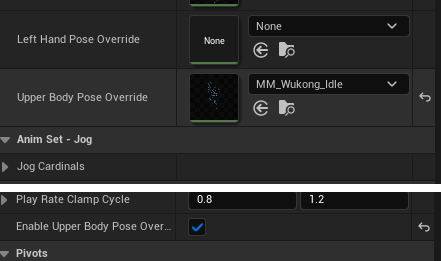 Left Hand Pose Override
None
None
Upper Body Pose Override
MM_Wukong_Idle
Anim Set - Jog
Jog Cardinals
Play Rate Clamp Cycle
0.8
1.2
Enable Upper Body Pose Over...
Pivots